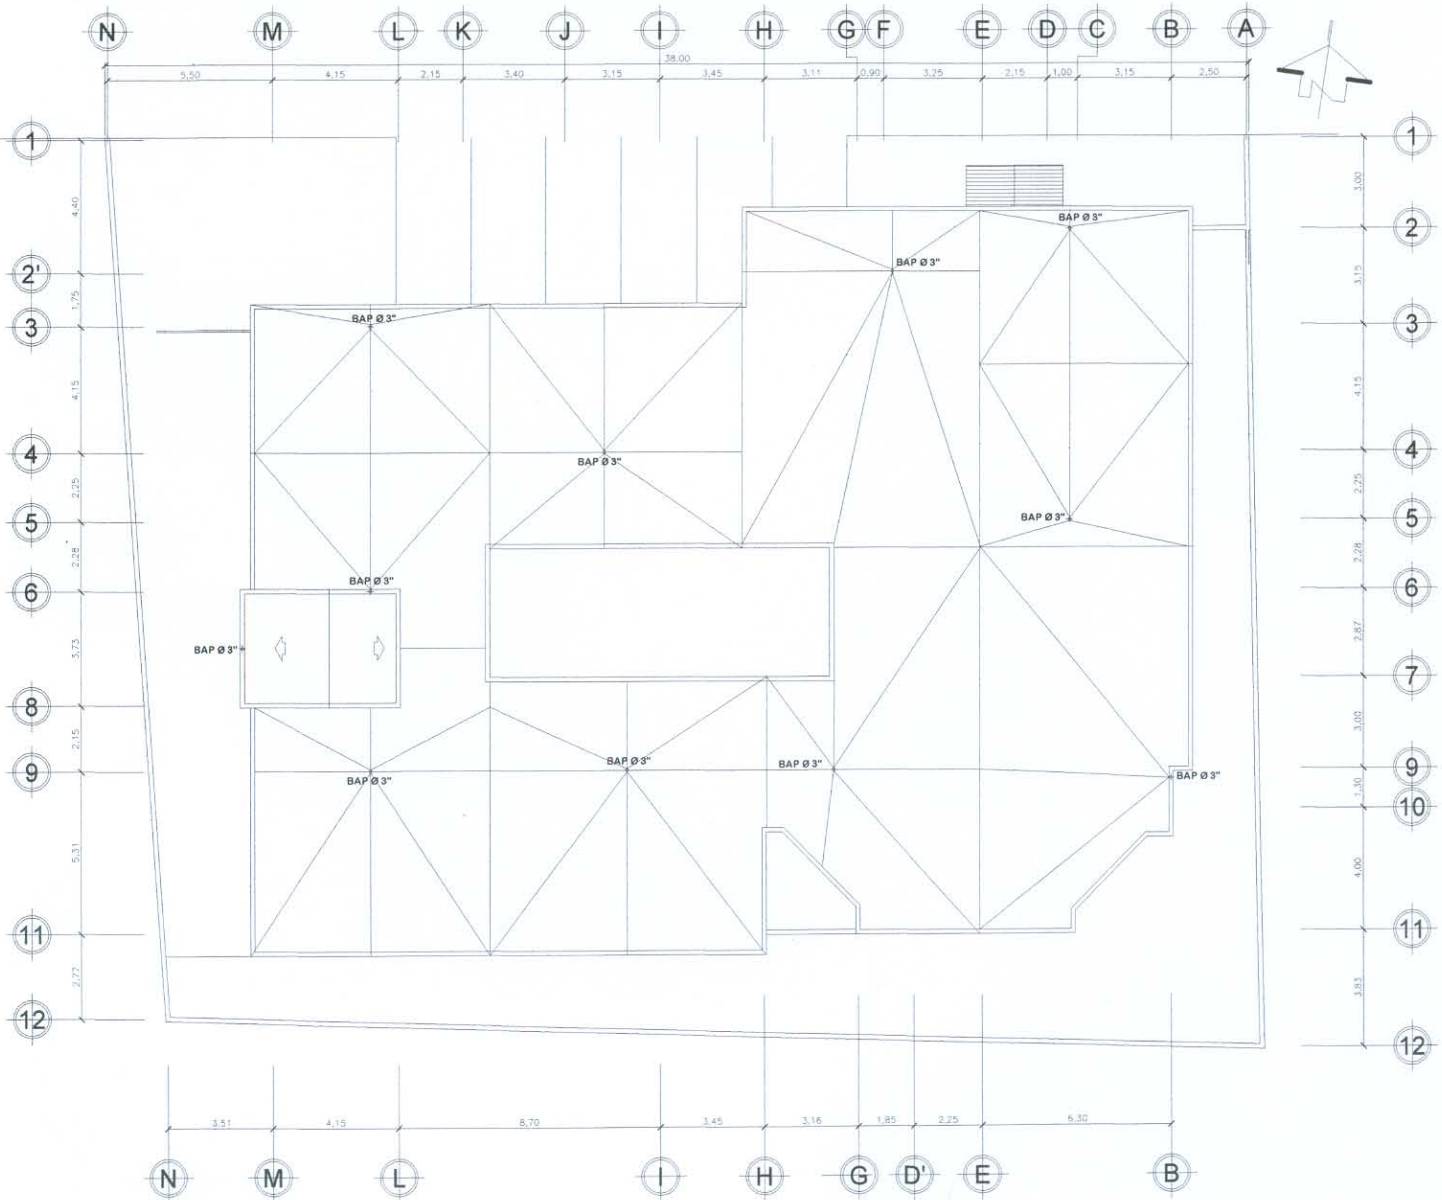 N M L K J I H G F E D C B A
38.00
5,50 4,15 2,15 3,40 3,15 3,45 3,11 0,90 3,25 2,15 1,00 3,15 2,50
1 1
4,40 3,00
BAP Ø 3"
2
BAP Ø 3"
2'
3,15
1,75
BAP Ø 3"
3 3
4,15 4,15
4 4
BAP Ø 3"
2,25 2,25
BAP Ø 3"
5 5
2,28 2,28
BAP Ø 3"
6 6
2,87
3,73
BAP Ø 3"
7
8
3,00
2,15
BAP Ø 3" BAP Ø 3"
9 9
BAP Ø 3" BAP Ø 3"
1,30
10
5,31 4,00
11 11
2,77 3,83
12
12
3,51 4,15 8,70 3,45 3,16 1,85 2,25 6,30
N M L I H G D' E B